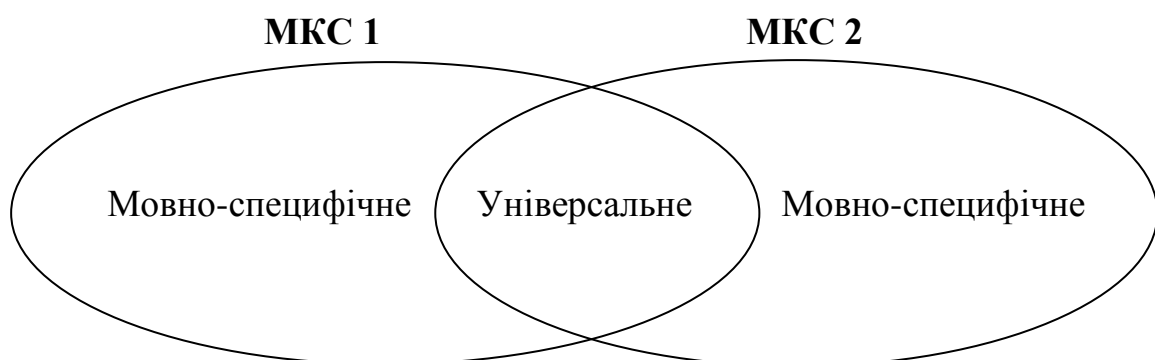 МКС 1 МКС 2
Мовно-специфічне Універсальне Мовно-специфічне